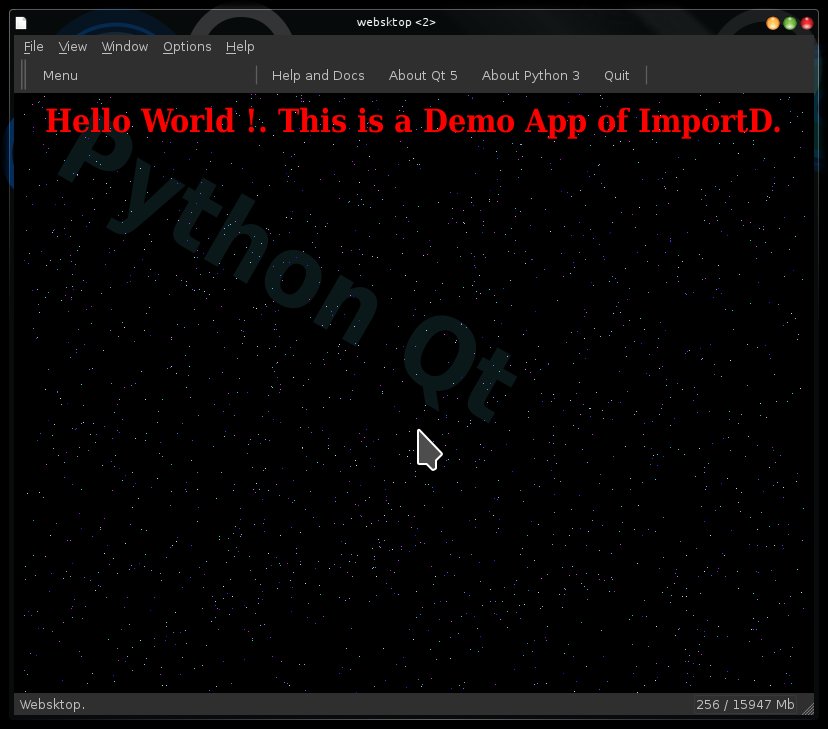 websktop <2>
File View Window Options Help
Menu Help and Docs About Qt 5 About Python 3 Quit
Hello World !. This is a Demo App of ImportD.
Python Qt
Websktop. 256 / 15947 Mb